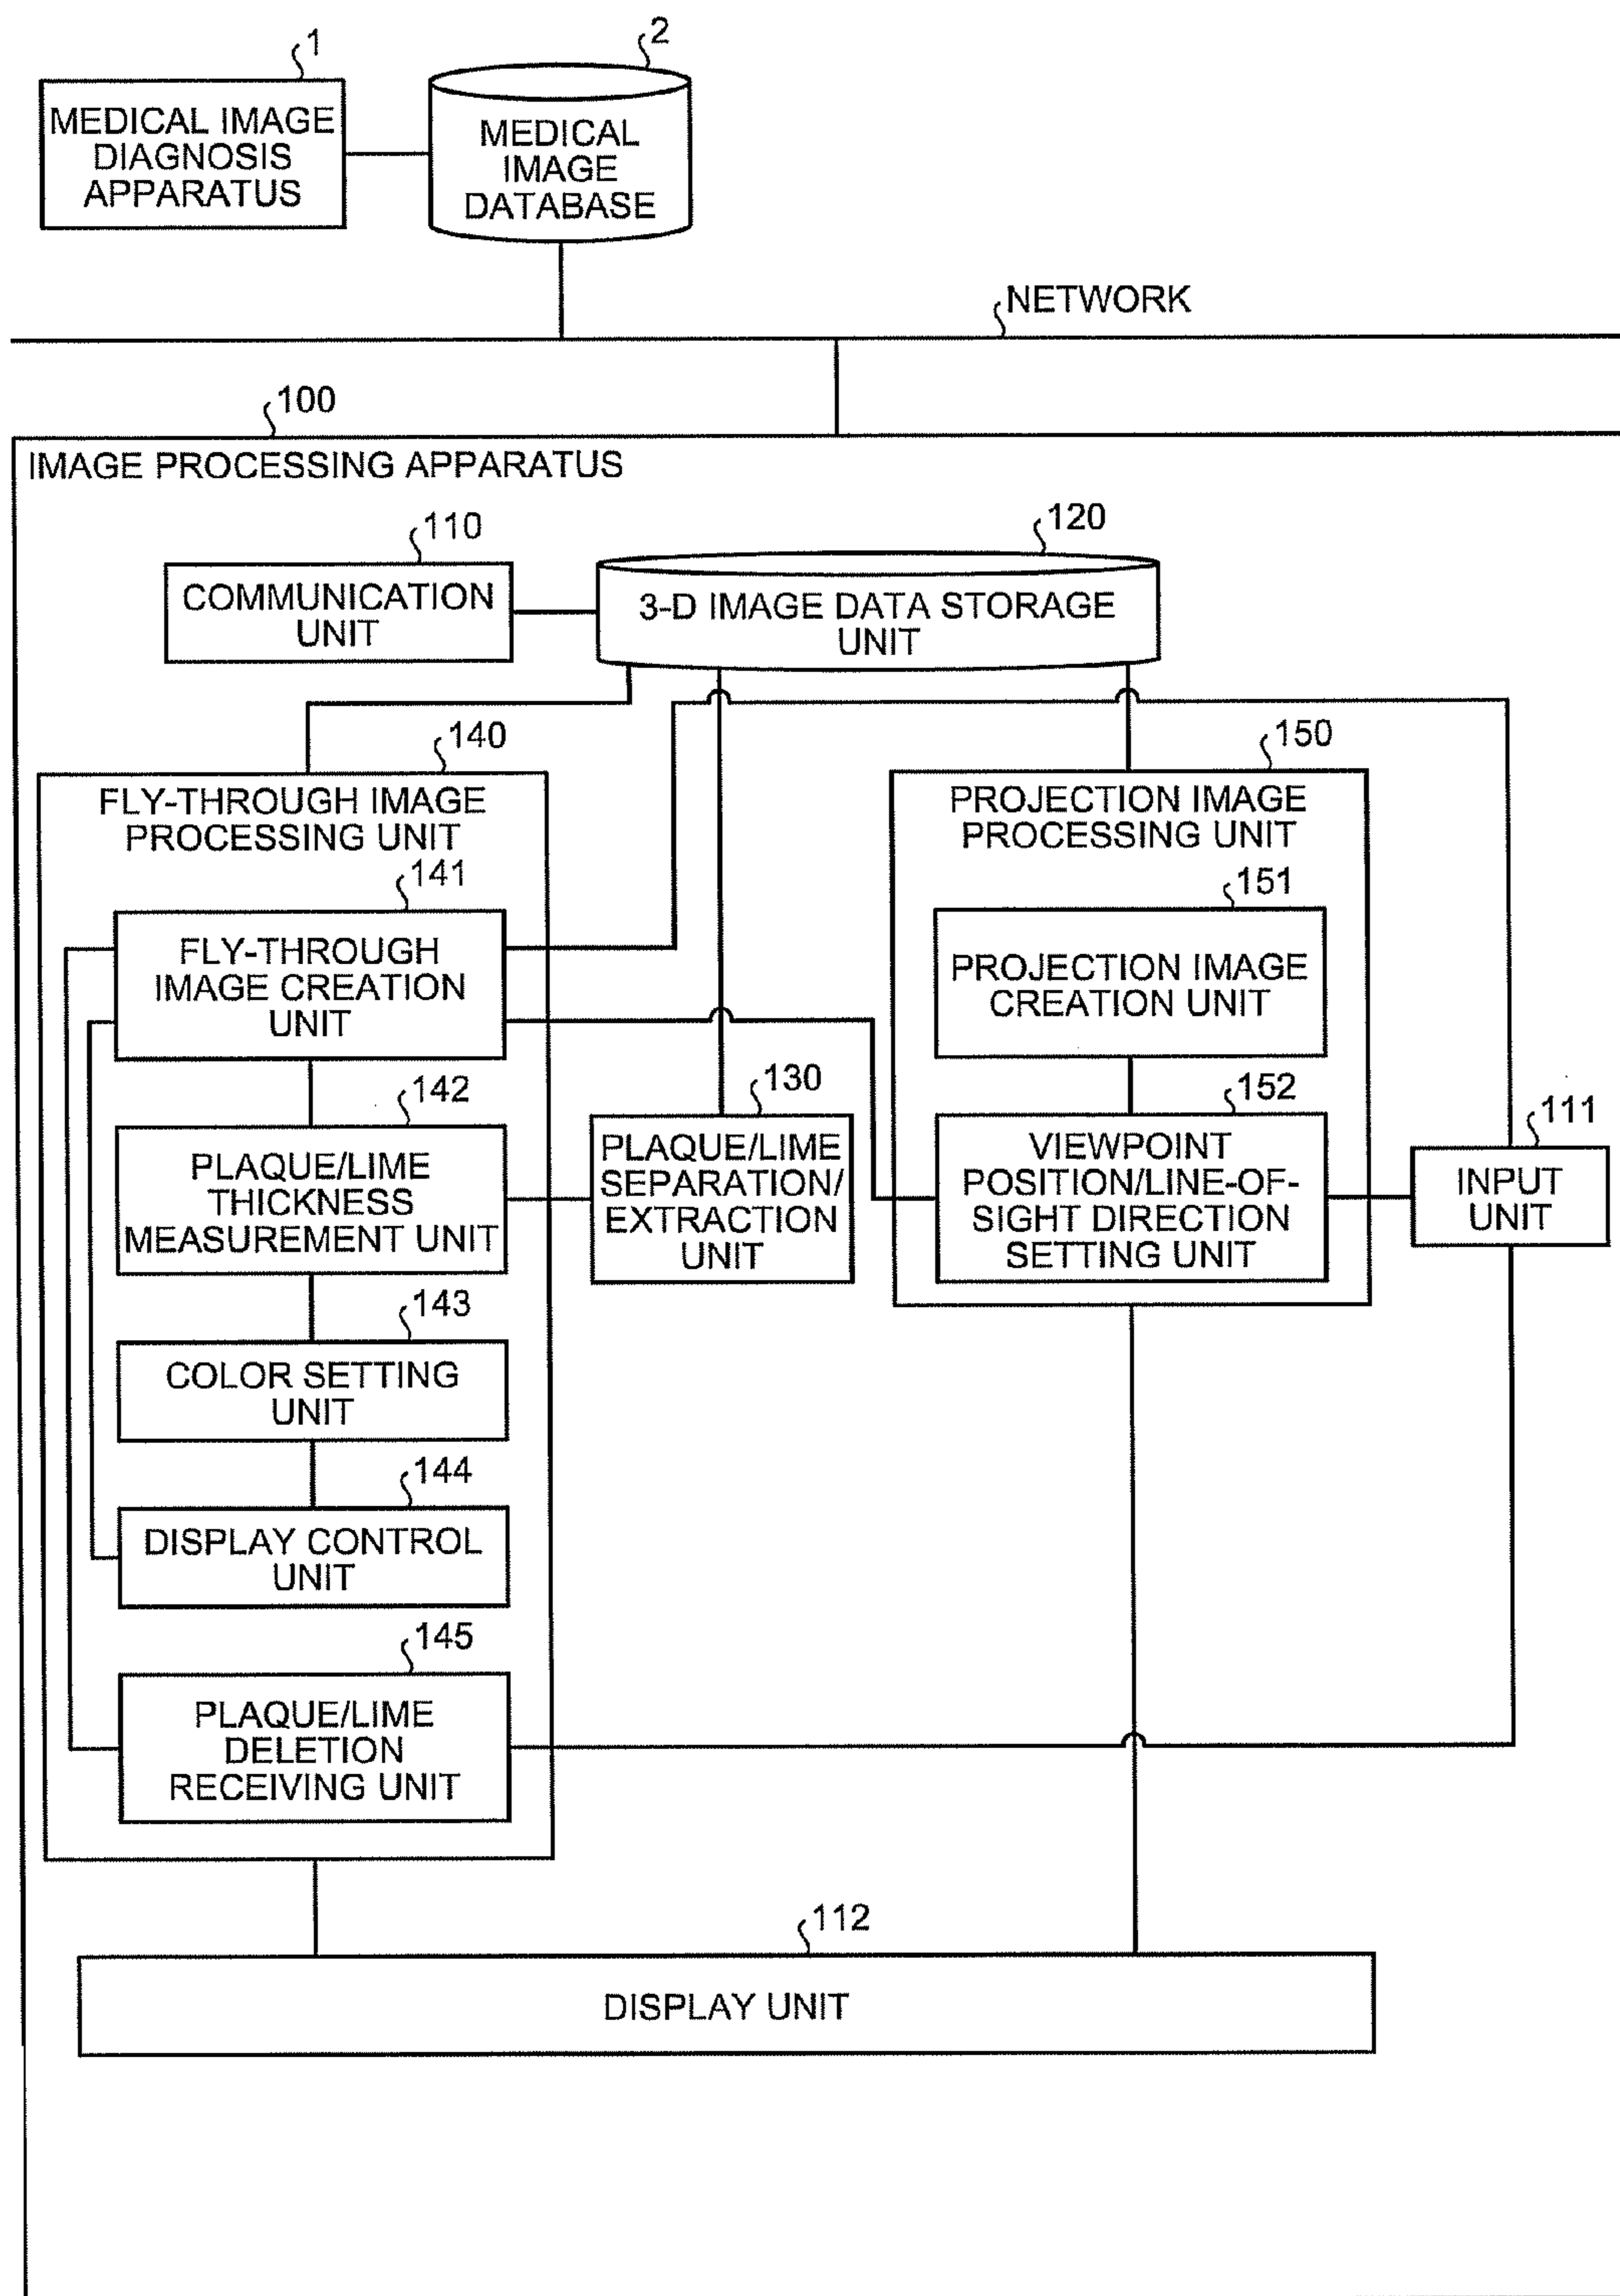 1
2
MEDICAL IMAGE
DIAGNOSIS
APPARATUS
MEDICAL
IMAGE
DATABASE
NETWORK
100
IMAGE PROCESSING APPARATUS
110
120
COMMUNICATION
UNIT
3-D IMAGE DATA STORAGE
UNIT
140
150
FLY-THROUGH IMAGE
PROCESSING UNIT
PROJECTION IMAGE
PROCESSING UNIT
141
151
FLY-THROUGH
IMAGE CREATION
UNIT
PROJECTION IMAGE
CREATION UNIT
142
130
152
111
PLAQUE/LIME
THICKNESS
MEASUREMENT UNIT
PLAQUE/LIME
SEPARATION/
EXTRACTION
UNIT
VIEWPOINT
POSITION/LINE-OF-
SIGHT DIRECTION
SETTING UNIT
INPUT
UNIT
143
COLOR SETTING
UNIT
144
DISPLAY CONTROL
UNIT
145
PLAQUE/LIME
DELETION
RECEIVING UNIT
112
DISPLAY UNIT